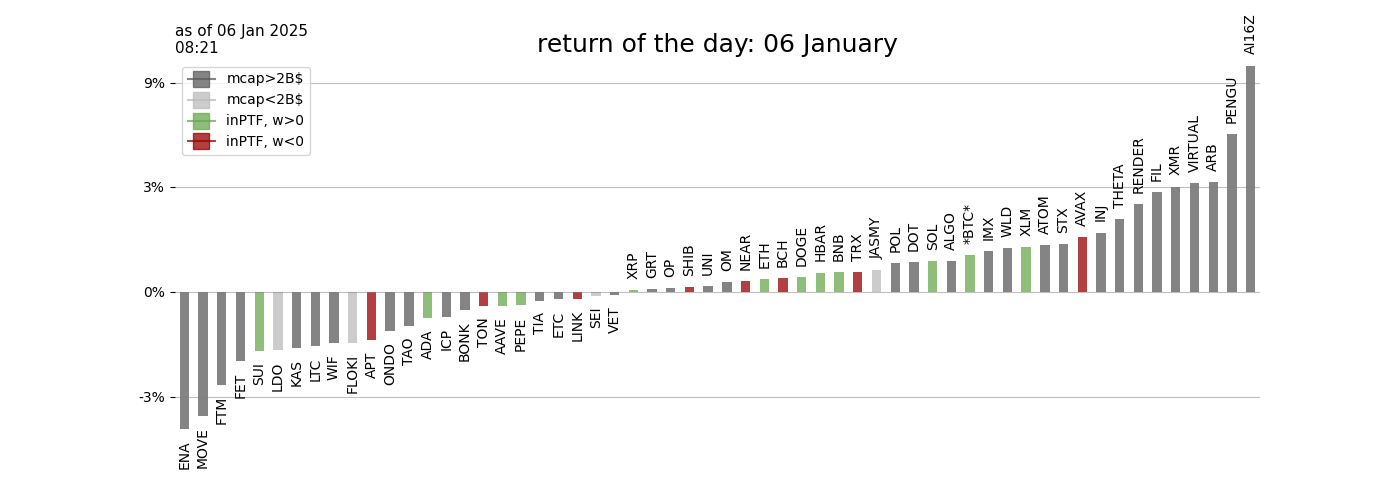 as of 06 Jan 2025
08:21
return of the day: 06 January
mcap>2B$
mcap<2B$
inPTF, w>0
inPTF, w<0
9%
3%
0%
-3%
ENA
MOVE
FTM
FET
SUI
LDO
KAS
LTC
WIF
FLOKI
APT
ONDO
TAO
ADA
ICP
BONK
TON
AAVE
PEPE
TIA
ETC
LINK
SEI
VET
XRP
GRT
OP
SHIB
UNI
OM
NEAR
ETH
BCH
DOGE
HBAR
BNB
TRX
JASMY
POL
DOT
SOL
ALGO
*BTC*
IMX
WLD
XLM
ATOM
STX
AVAX
INJ
THETA
RENDER
FIL
XMR
VIRTUAL
ARB
PENGU
AI16Z